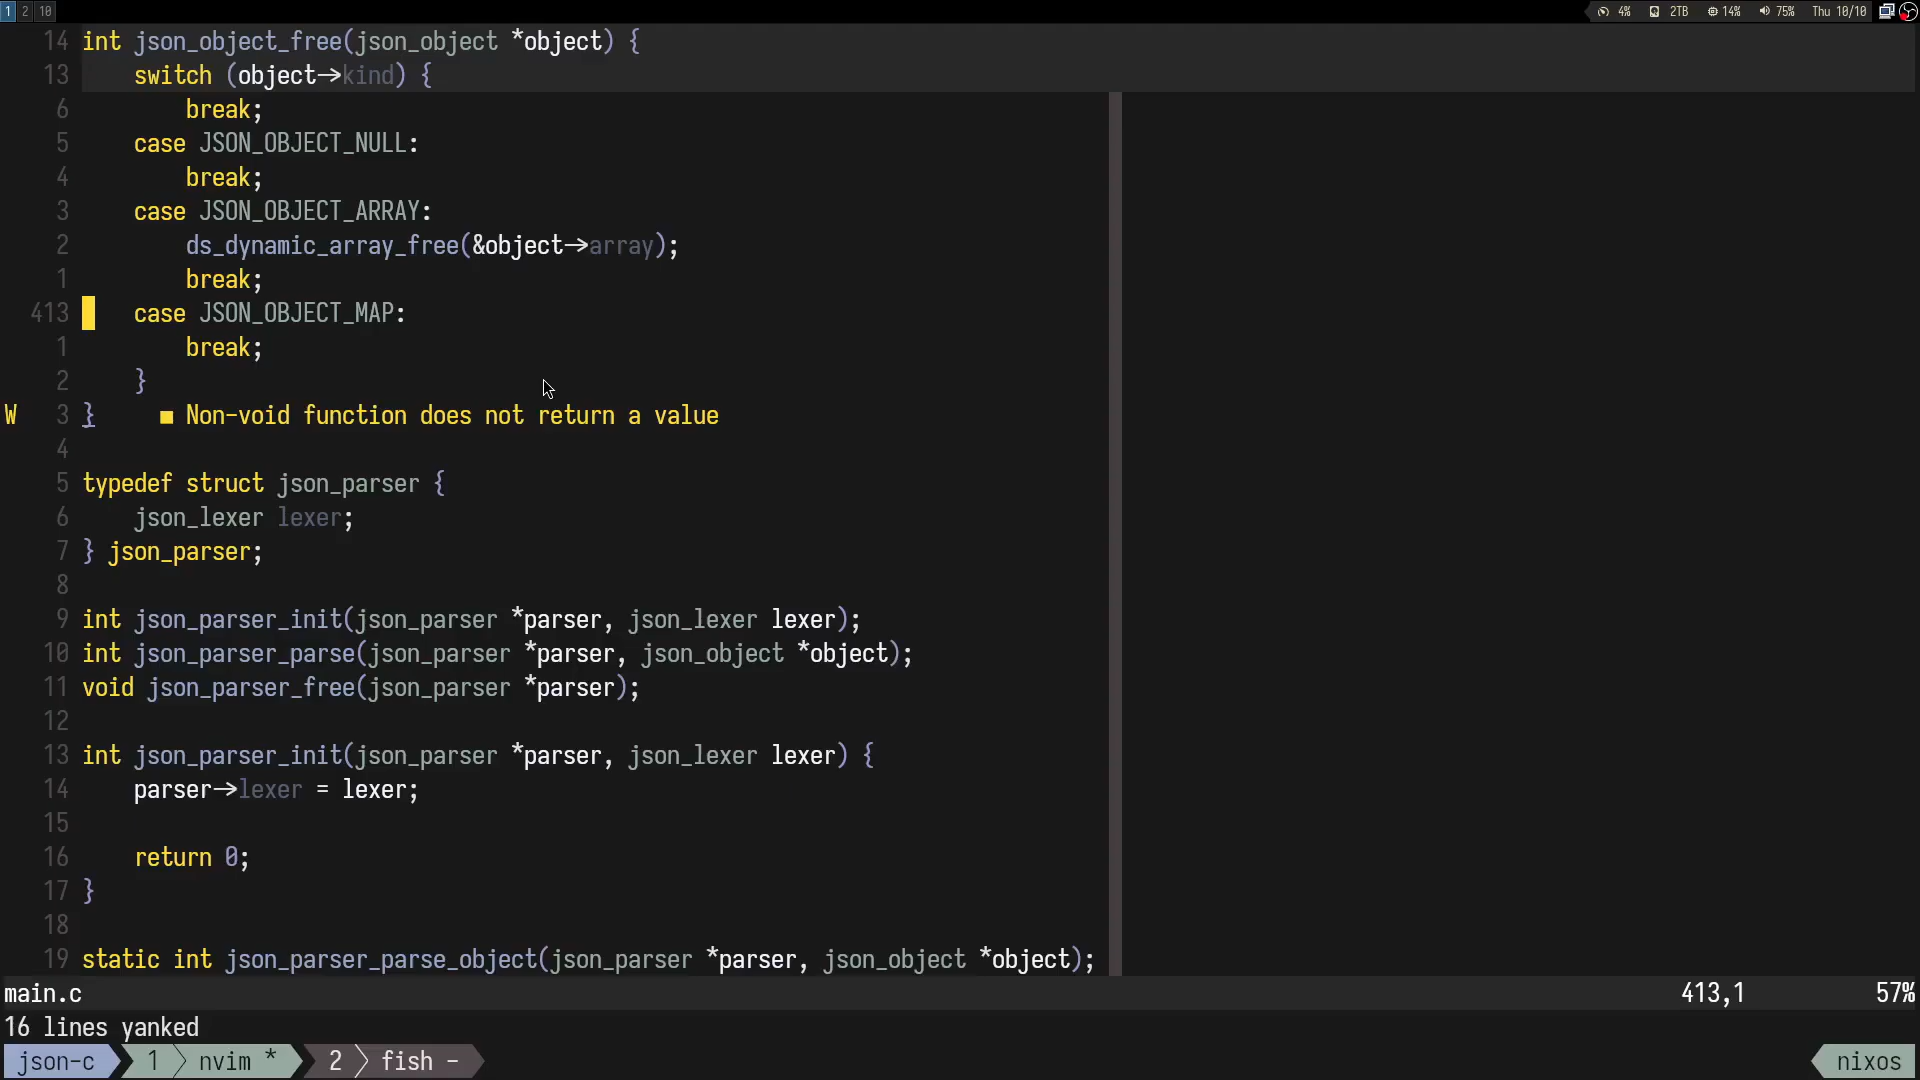 1 2 10 4% 2TB 14% 75% Thu 10/10
14 int json_object_free(json_object *object) {
13 switch (object->kind) {
6 break;
5 case JSON_OBJECT_NULL:
4 break;
3 case JSON_OBJECT_ARRAY:
2 ds_dynamic_array_free(&object->array);
1 break;
413 case JSON_OBJECT_MAP:
1 break;
2 }
W 3 } ■ Non-void function does not return a value
4
5 typedef struct json_parser {
6 json_lexer lexer;
7 } json_parser;
8
9 int json_parser_init(json_parser *parser, json_lexer lexer);
10 int json_parser_parse(json_parser *parser, json_object *object);
11 void json_parser_free(json_parser *parser);
12
13 int json_parser_init(json_parser *parser, json_lexer lexer) {
14 parser->lexer = lexer;
15
16 return 0;
17 }
18
19 static int json_parser_parse_object(json_parser *parser, json_object *object);
main.c 413,1 57%
16 lines yanked
json-c 1 nvim * 2 fish - nixos